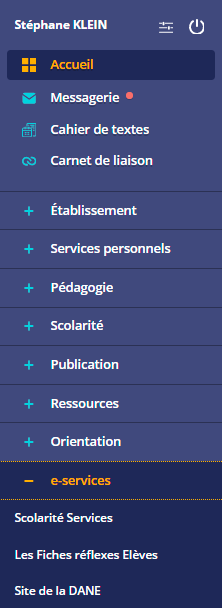 Stéphane KLEIN
Accueil
Messagerie
Cahier de textes
Carnet de liaison
Établissement
Services personnels
Pédagogie
Scolarité
Publication
Ressources
Orientation
e-services
Scolarité Services
Les Fiches réflexes Elèves
Site de la DANE